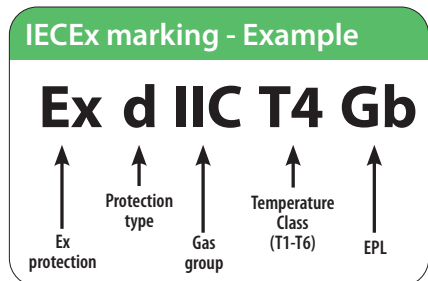 IECEx marking - Example
Ex d IIC T4 Gb
Ex
protection
Protection
type
Gas
group
Temperature
Class
(T1-T6)
EPL